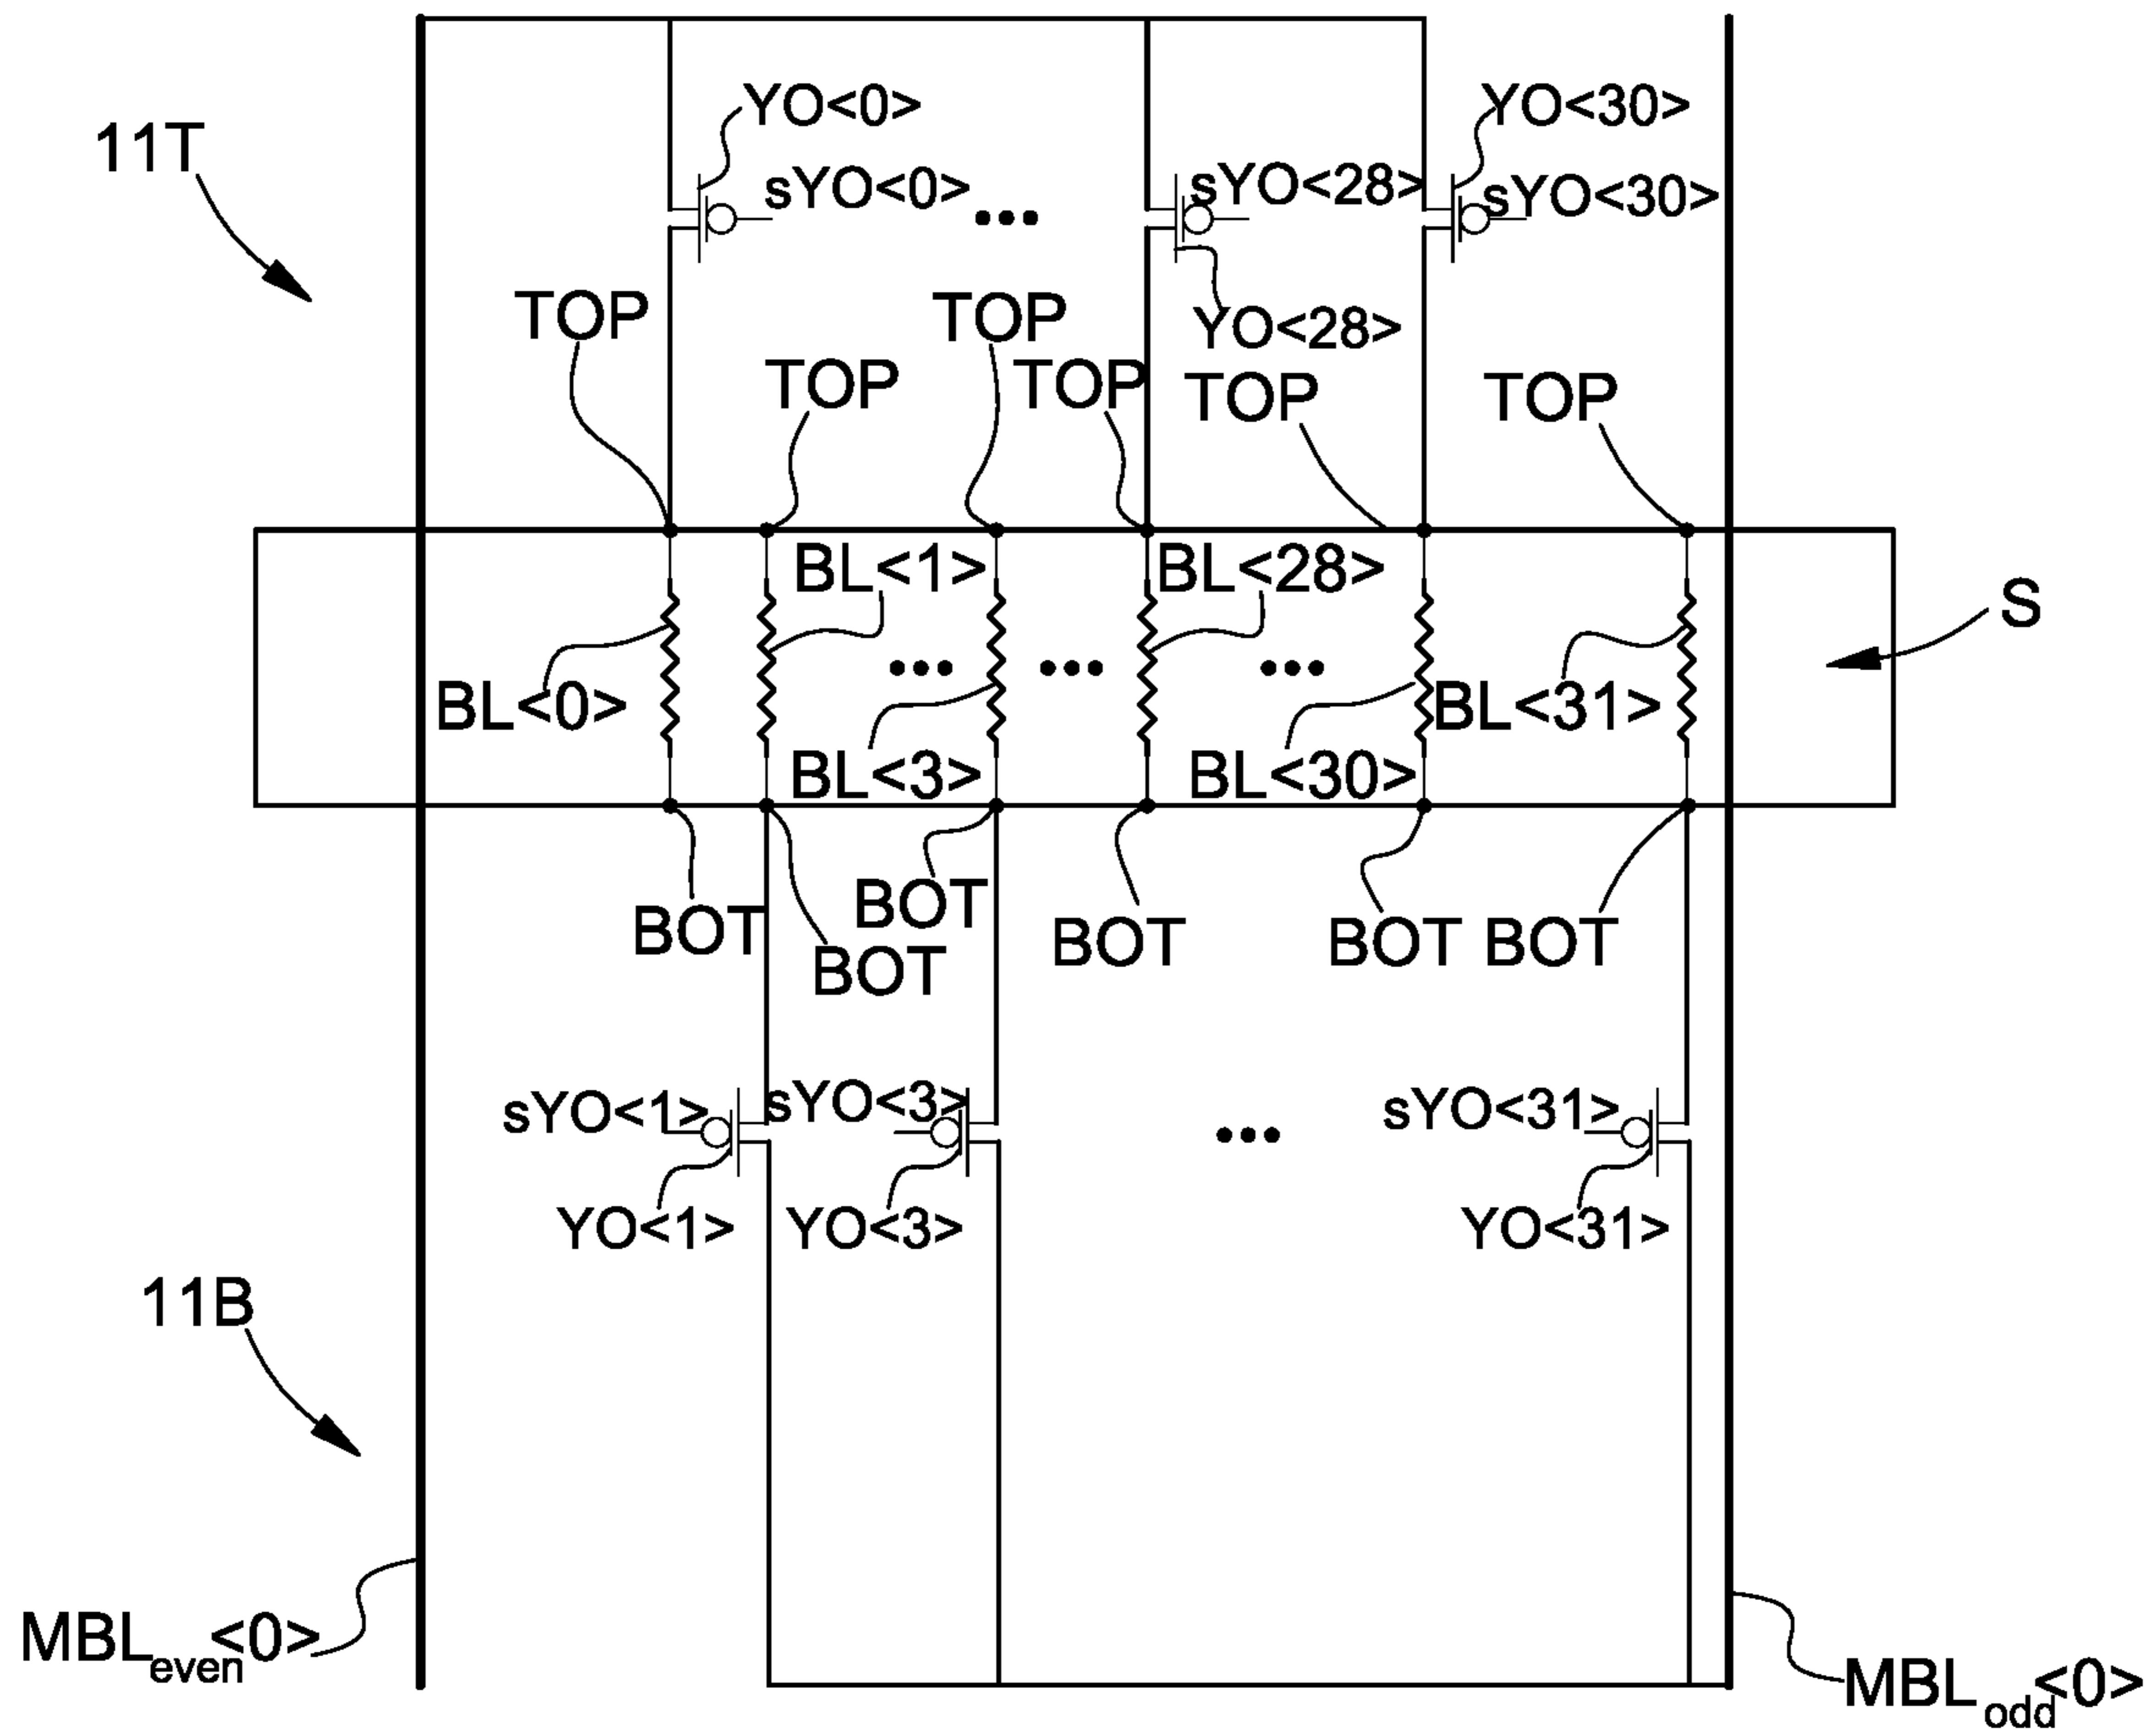 YO<0>
YO<30>
11T
sYO<0>
sYO<28>
sYO<30>
TOP
TOP
YO<28>
TOP
TOP
TOP
TOP
BL<1>
BL<28>
S
BL<0>
BL<31>
BL<3>
BL<30>
BOT
BOT
BOT
BOT
BOT
BOT
sYO<1>
sYO<3>
sYO<31>
YO<1>
YO<3>
YO<31>
11B
MBLeven<0>
MBLodd<0>